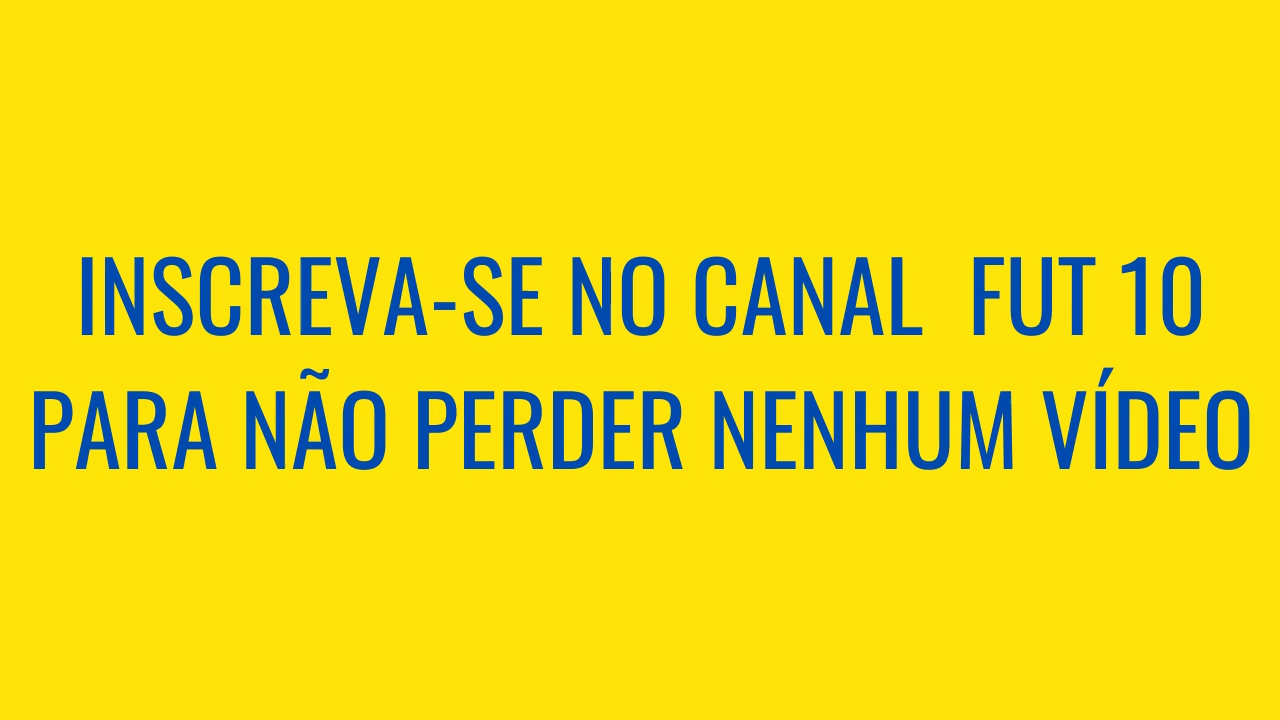 INSCREVA-SE NO CANAL  FUT 10
PARA NÃO PERDER NENHUM VÍDEO